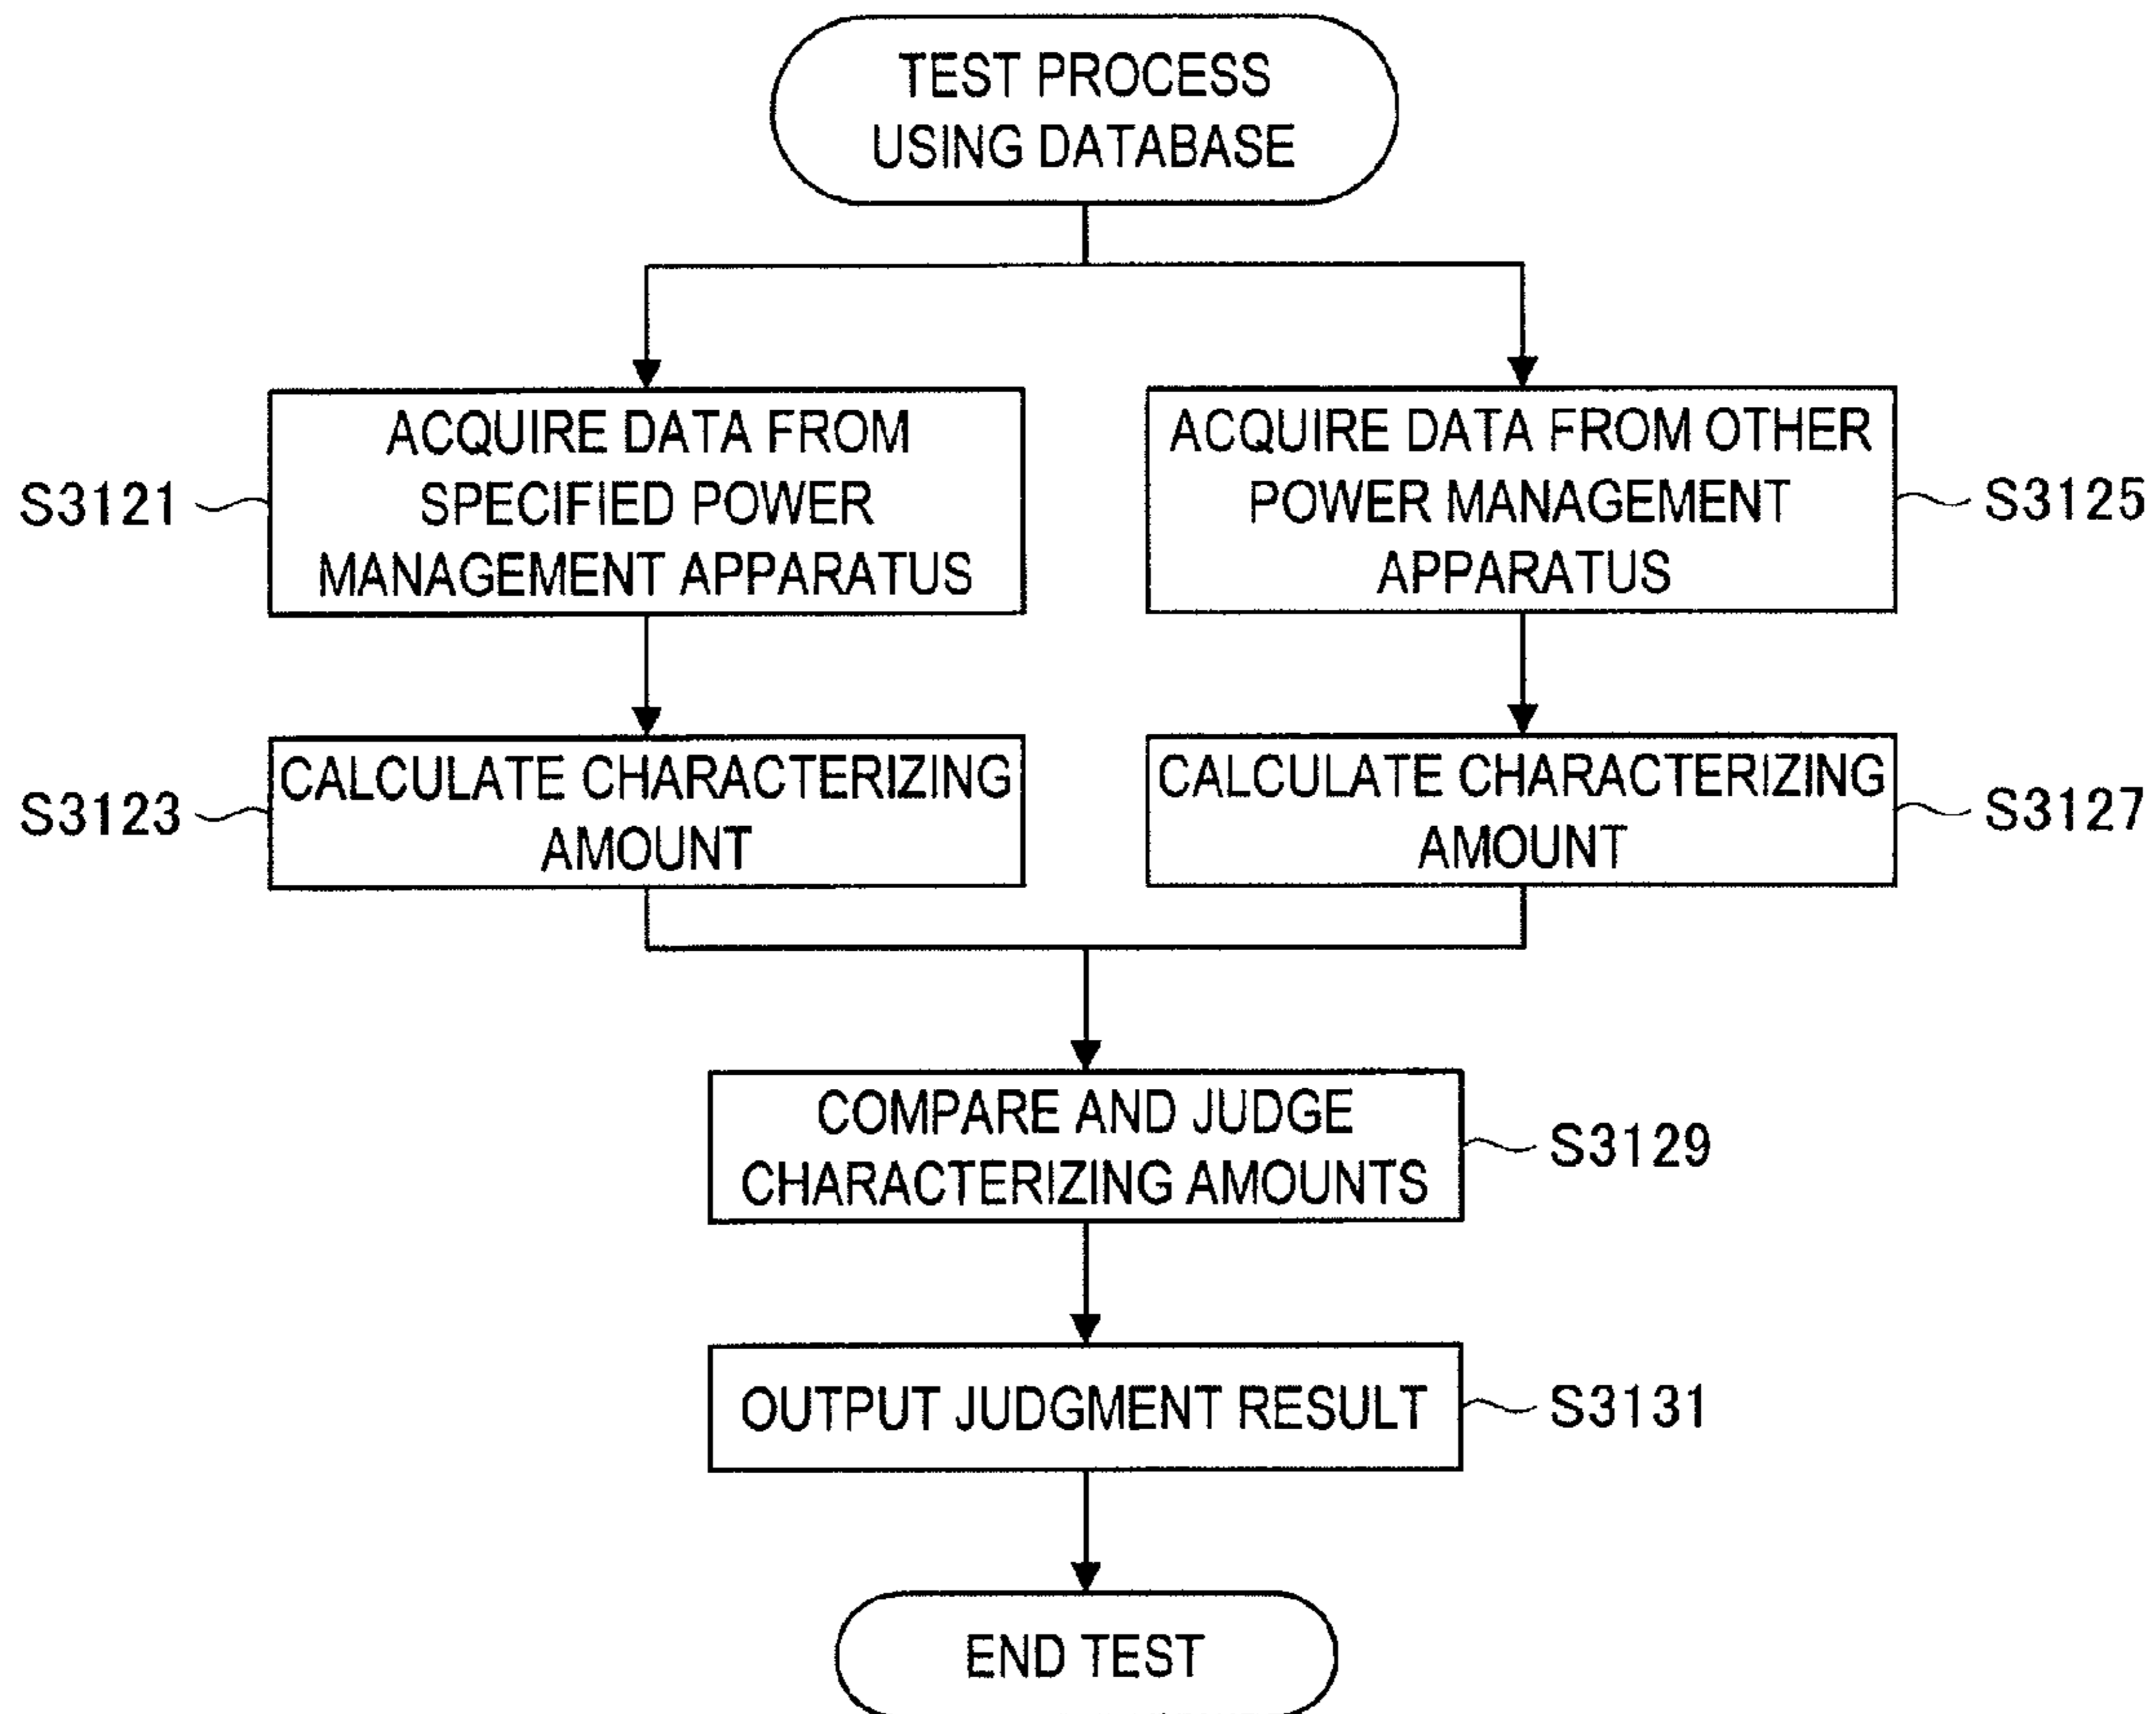 TEST PROCESS
USING DATABASE
S3121
ACQUIRE DATA FROM
SPECIFIED POWER
MANAGEMENT APPARATUS
ACQUIRE DATA FROM OTHER
POWER MANAGEMENT
APPARATUS
S3125
S3123
CALCULATE CHARACTERIZING
AMOUNT
CALCULATE CHARACTERIZING
AMOUNT
S3127
COMPARE AND JUDGE
CHARACTERIZING AMOUNTS
S3129
OUTPUT JUDGMENT RESULT
S3131
END TEST